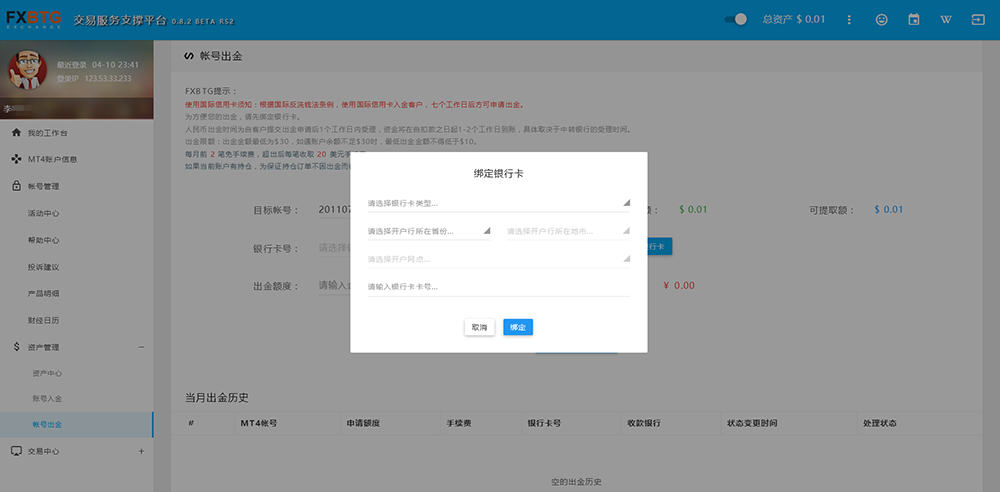 FXBTG
EXCHANGE
交易服务支撑平台 0.8.2 BETA RS2
总资产 $ 0.01
最近登录 04-10 23:41
登录IP 123.53.33.233
李
我的工作台
MT4账户信息
帐号管理
活动中心
帮助中心
投诉建议
产品明细
财经日历
资产管理
资产中心
账号入金
帐号出金
交易中心
帐号出金
FXBTG提示：
使用国际信用卡须知：根据国际反洗钱法条例，使用国际信用卡入金客户，七个工作日后方可申请出金。
为方便您的出金，请先绑定银行卡。
人民币出金时间为自客户提交出金申请后1个工作日内受理，资金将在自扣款之日起1-2个工作日到账，具体取决于中转银行的受理时间。
出金限额：出金金额最低为$30，如遇账户余额不足$30时，最低出金金额不得低于$10。
每月前 2 笔免手续费，超出后每笔收取 20 美元手
如果当前账户有持仓，为保证持仓订单不因出金而
目标帐号： 20110
额： $ 0.01
可提取额： $ 0.01
银行卡号： 请选择
行卡
出金额度： 请输入
¥ 0.00
绑定银行卡
请选择银行卡类型...
请选择开户行所在省份... 请选择开户行所在地市...
请选择开户网点...
请输入银行卡卡号...
取消 绑定
当月出金历史
# MT4帐号 申请额度 手续费 银行卡号 收款银行 状态变更时间 处理状态
空的出金历史